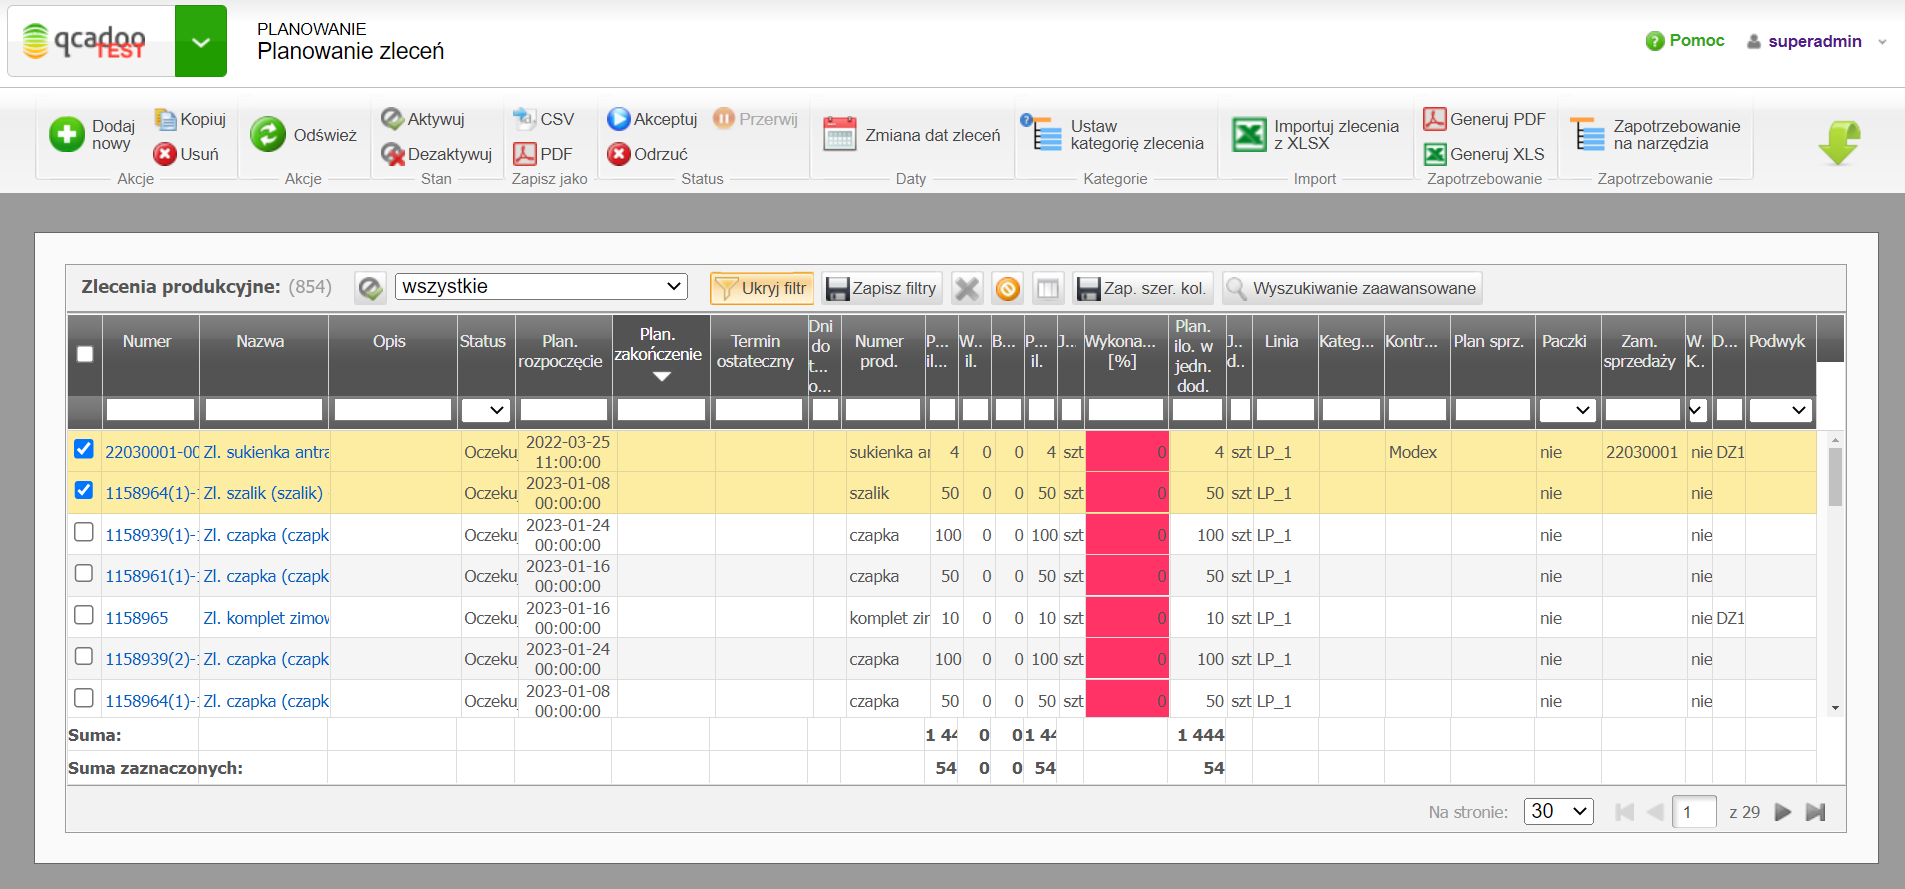 qcadoo
TEST
PLANOWANIE
Planowanie zleceń
Pomoc
superadmin
Dodaj
nowy
Kopiuj
Usuń
Akcje
Odśwież
Akcje
Aktywuj
Dezaktywuj
Stan
CSV
PDF
Zapisz jako
Akceptuj
Przerwij
Odrzuć
Status
Zmiana dat zleceń
Daty
Ustaw
kategorię zlecenia
Kategorie
Importuj zlecenia
z XLSX
Import
Generuj PDF
Generuj XLS
Zapotrzebowanie
Zapotrzebowanie
na narzędzia
Zapotrzebowanie
Zlecenia produkcyjne: (854)
wszystkie
Ukryj filtr
Zapisz filtry
Zap. szer. kol.
Wyszukiwanie zaawansowane
Numer
Nazwa
Opis
Status
Plan.
rozpoczęcie
Plan.
zakończenie
Termin
ostateczny
Dni
do
t...
o...
Numer
prod.
P...
il...
W..
il.
B...
P...
il.
J...
Wykona...
[%]
Plan.
ilo. w
jedn.
dod.
J..
d..
Linia
Kateg...
Kontr...
Plan sprz.
Paczki
Zam.
sprzedaży
W.
K..
D...
Podwyk
22030001-00 Zl. sukienka antra Oczeku 2022-03-25 11:00:00 sukienka an 4 0 0 4 szt 0 4 szt LP_1 Modex nie 22030001 nie DZ1
1158964(1)-1 Zl. szalik (szalik) - Oczeku 2023-01-08 00:00:00 szalik 50 0 0 50 szt 0 50 szt LP_1 nie nie
1158939(1)-1 Zl. czapka (czapk Oczeku 2023-01-24 00:00:00 czapka 100 0 0 100 szt 0 100 szt LP_1 nie nie
1158961(1)-1 Zl. czapka (czapk Oczeku 2023-01-16 00:00:00 czapka 50 0 0 50 szt 0 50 szt LP_1 nie nie
1158965 Zl. komplet zimow Oczeku 2023-01-16 00:00:00 komplet zin 10 0 0 10 szt 0 10 szt LP_1 nie nie DZ1
1158939(2)-1 Zl. czapka (czapk Oczeku 2023-01-24 00:00:00 czapka 100 0 0 100 szt 0 100 szt LP_1 nie nie
1158964(1)-1 Zl. czapka (czapk Oczeku 2023-01-08 00:00:00 czapka 50 0 0 50 szt 0 50 szt LP_1 nie nie
Suma: 1 44 0 0 1 44 1 444
Suma zaznaczonych: 54 0 0 54 54
Na stronie: 30 1 z 29